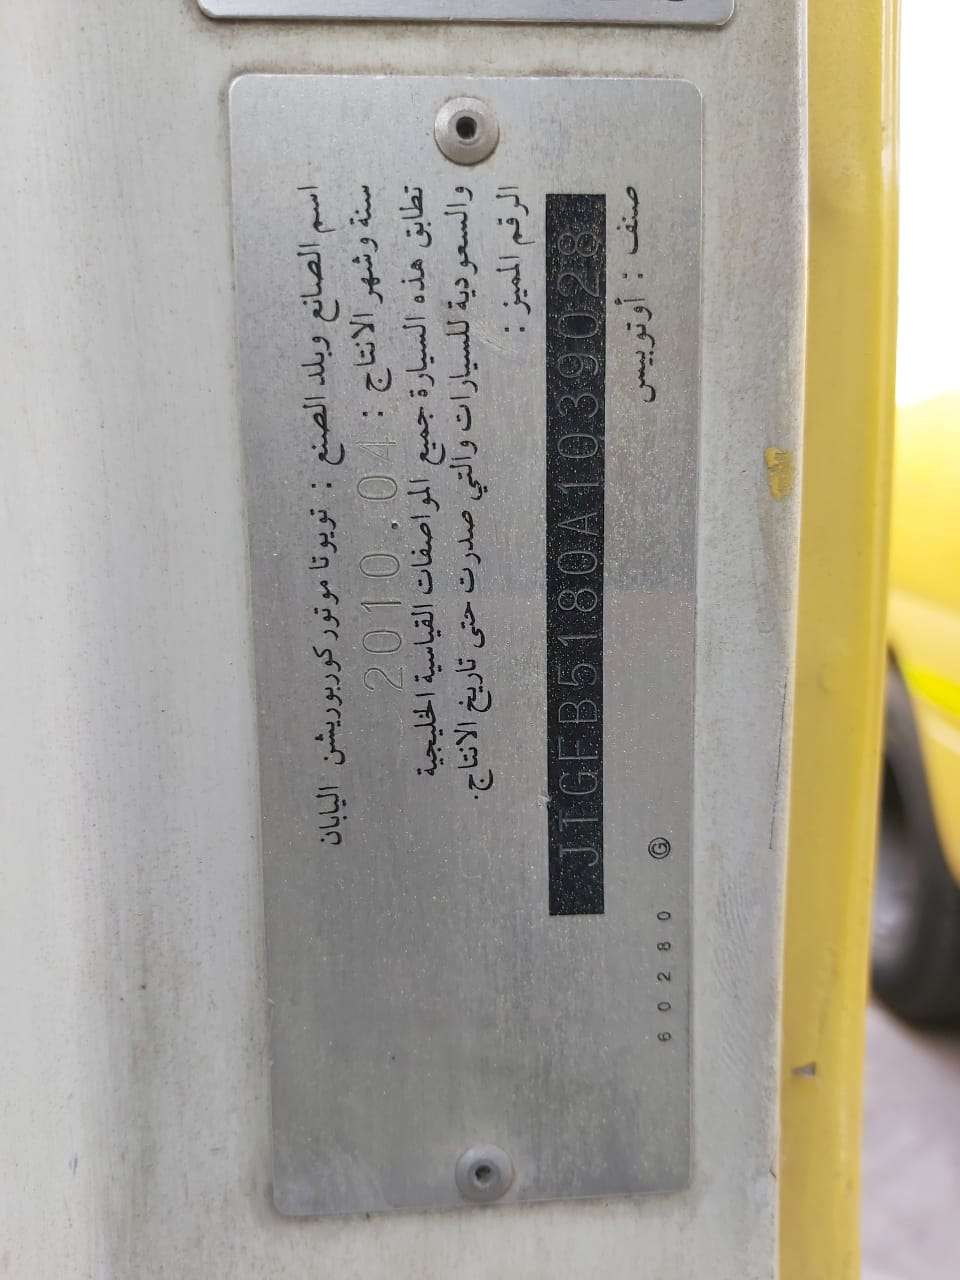 اسم الصانع وبلد الصنع : تويوتا موتور كوربوريشن اليابان
سنة وشهر الانتاج : 2010.04
تطابق هذه السيارة جميع المواصفات القياسية الخليجية
والسعودية للسيارات والتي صدرت حتى تاريخ الانتاج.
الرقم المميز :
JTGFB5180A1039028
صنف : أوتوبيس
60280 Ⓖ